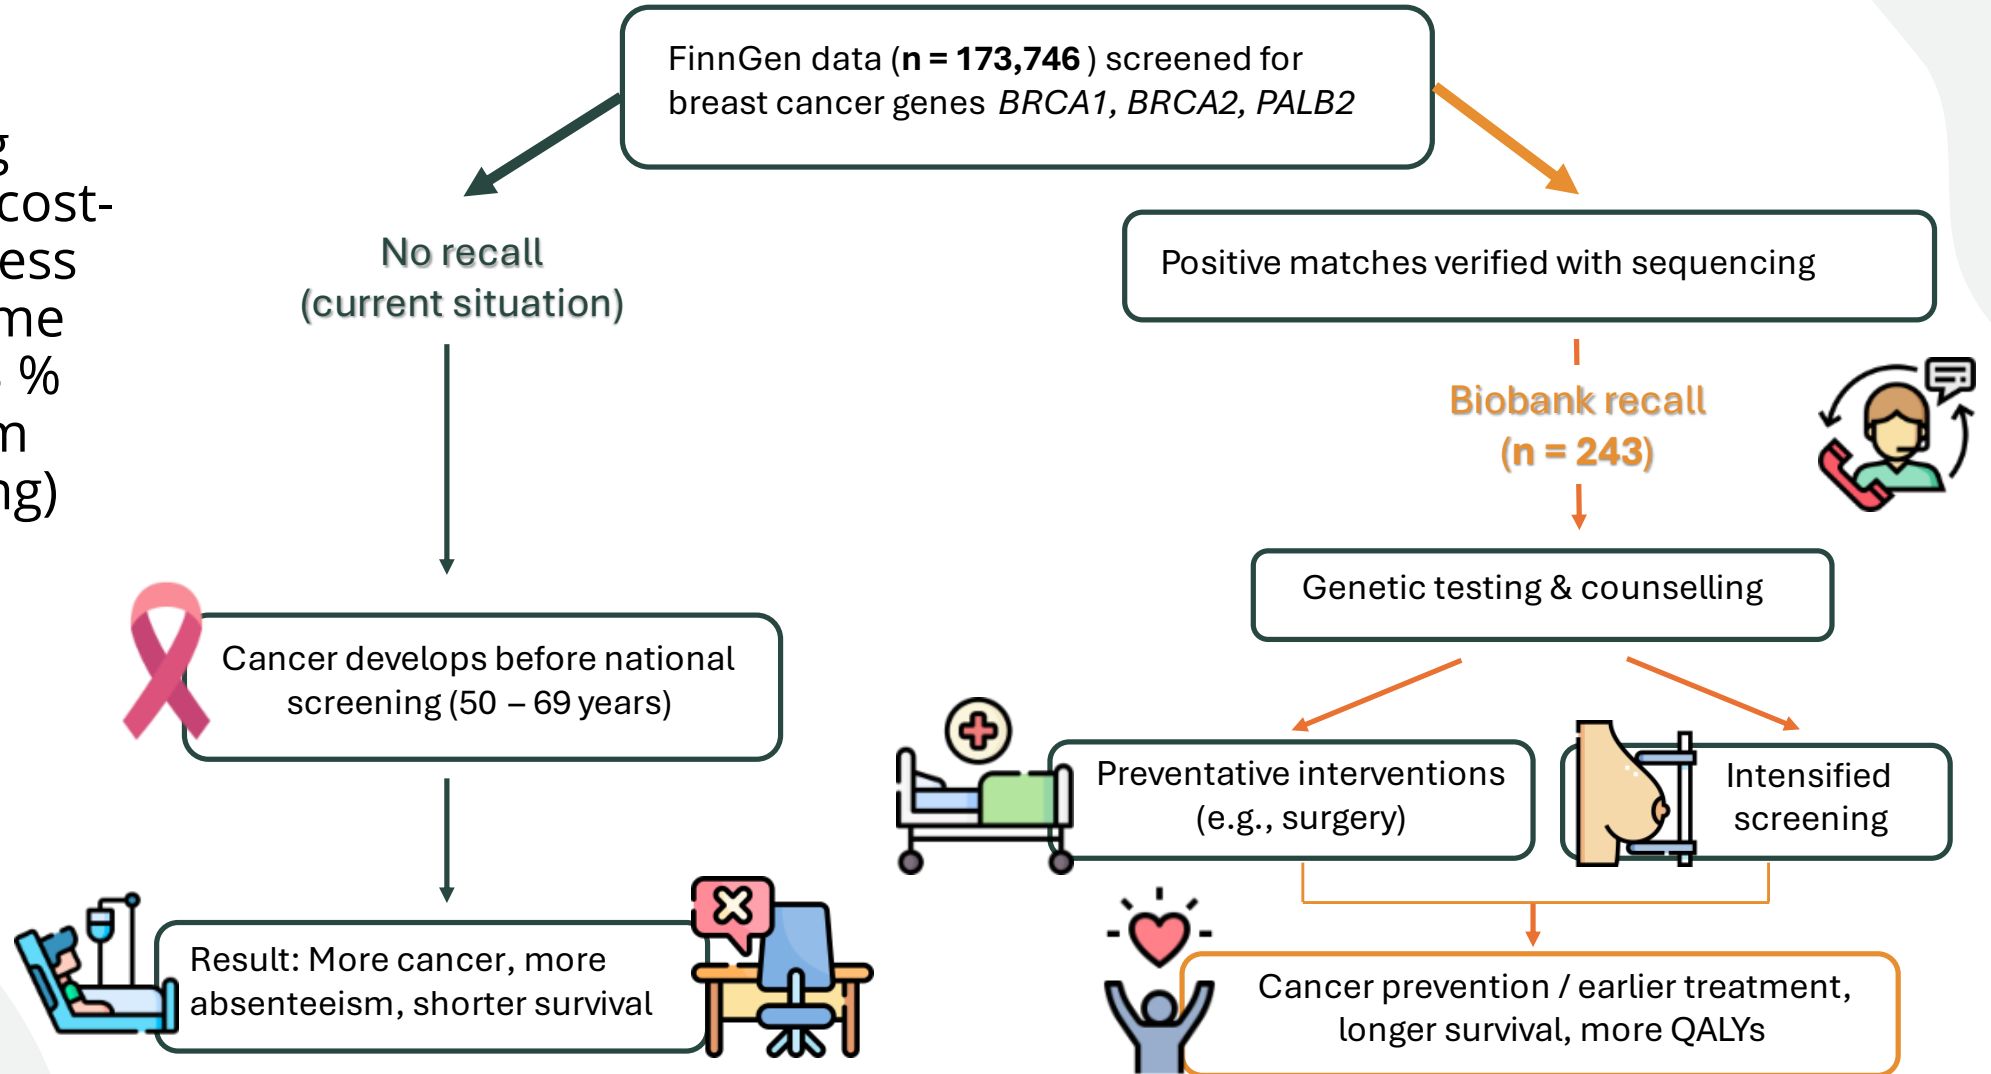 FinnGen data (n = 173,746 ) screened for
breast cancer genes BRCA1, BRCA2, PALB2
cost-
No recall
(current situation)
Positive matches verified with sequencing
%
Biobank recall
(n = 243)
Genetic testing & counselling
Cancer develops before national
screening (50 – 69 years)
Preventative interventions
(e.g., surgery)
Intensified
screening
Result: More cancer, more
absenteeism, shorter survival
Cancer prevention / earlier treatment,
longer survival, more QALYs